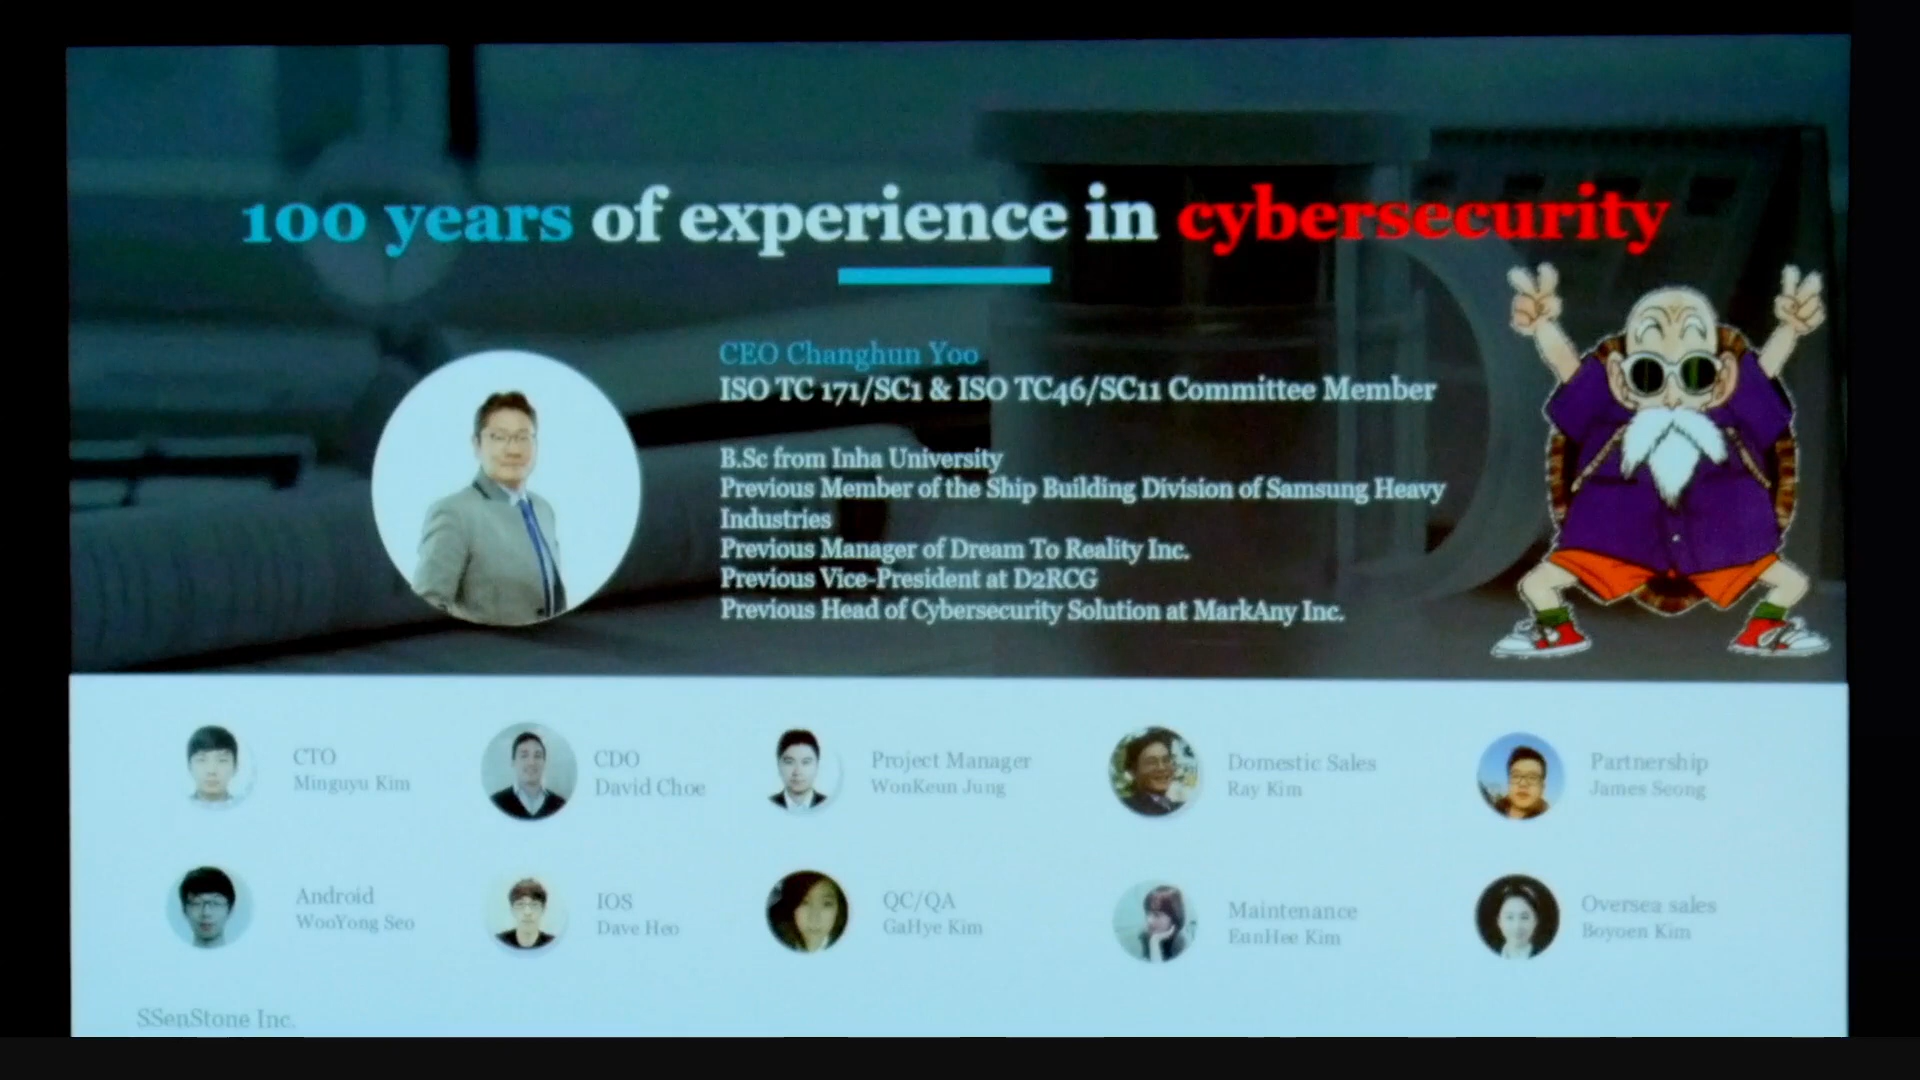 100 years of experience in cybersecurity
CEO Changhun Yoo
ISO TC 171/SC1 & ISO TC46/SC11 Committee Member
B.Sc from Inha University
Previous Member of the Ship Building Division of Samsung Heavy
Industries
Previous Manager of Dream To Reality Inc.
Previous Vice-President at D2RCG
Previous Head of Cybersecurity Solution at MarkAny Inc.
CTO
Minguyu Kim
CDO
David Choe
Project Manager
WonKeun Jung
Domestic Sales
Ray Kim
Partnership
James Seong
Android
WooYong Seo
IOS
Dave Heo
QC/QA
GaHye Kim
Maintenance
EunHee Kim
Oversea sales
Boyoen Kim
SSenStone Inc.